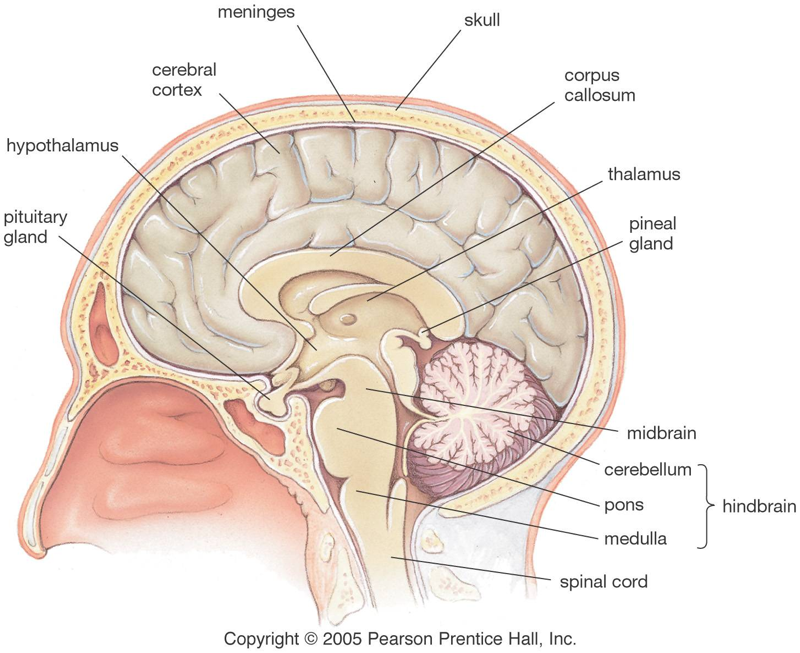 meninges
skull
cerebral
cortex
corpus
callosum
hypothalamus
thalamus
pituitary
gland
pineal
gland
midbrain
cerebellum
pons
hindbrain
medulla
spinal cord
Copyright © 2005 Pearson Prentice Hall, Inc.